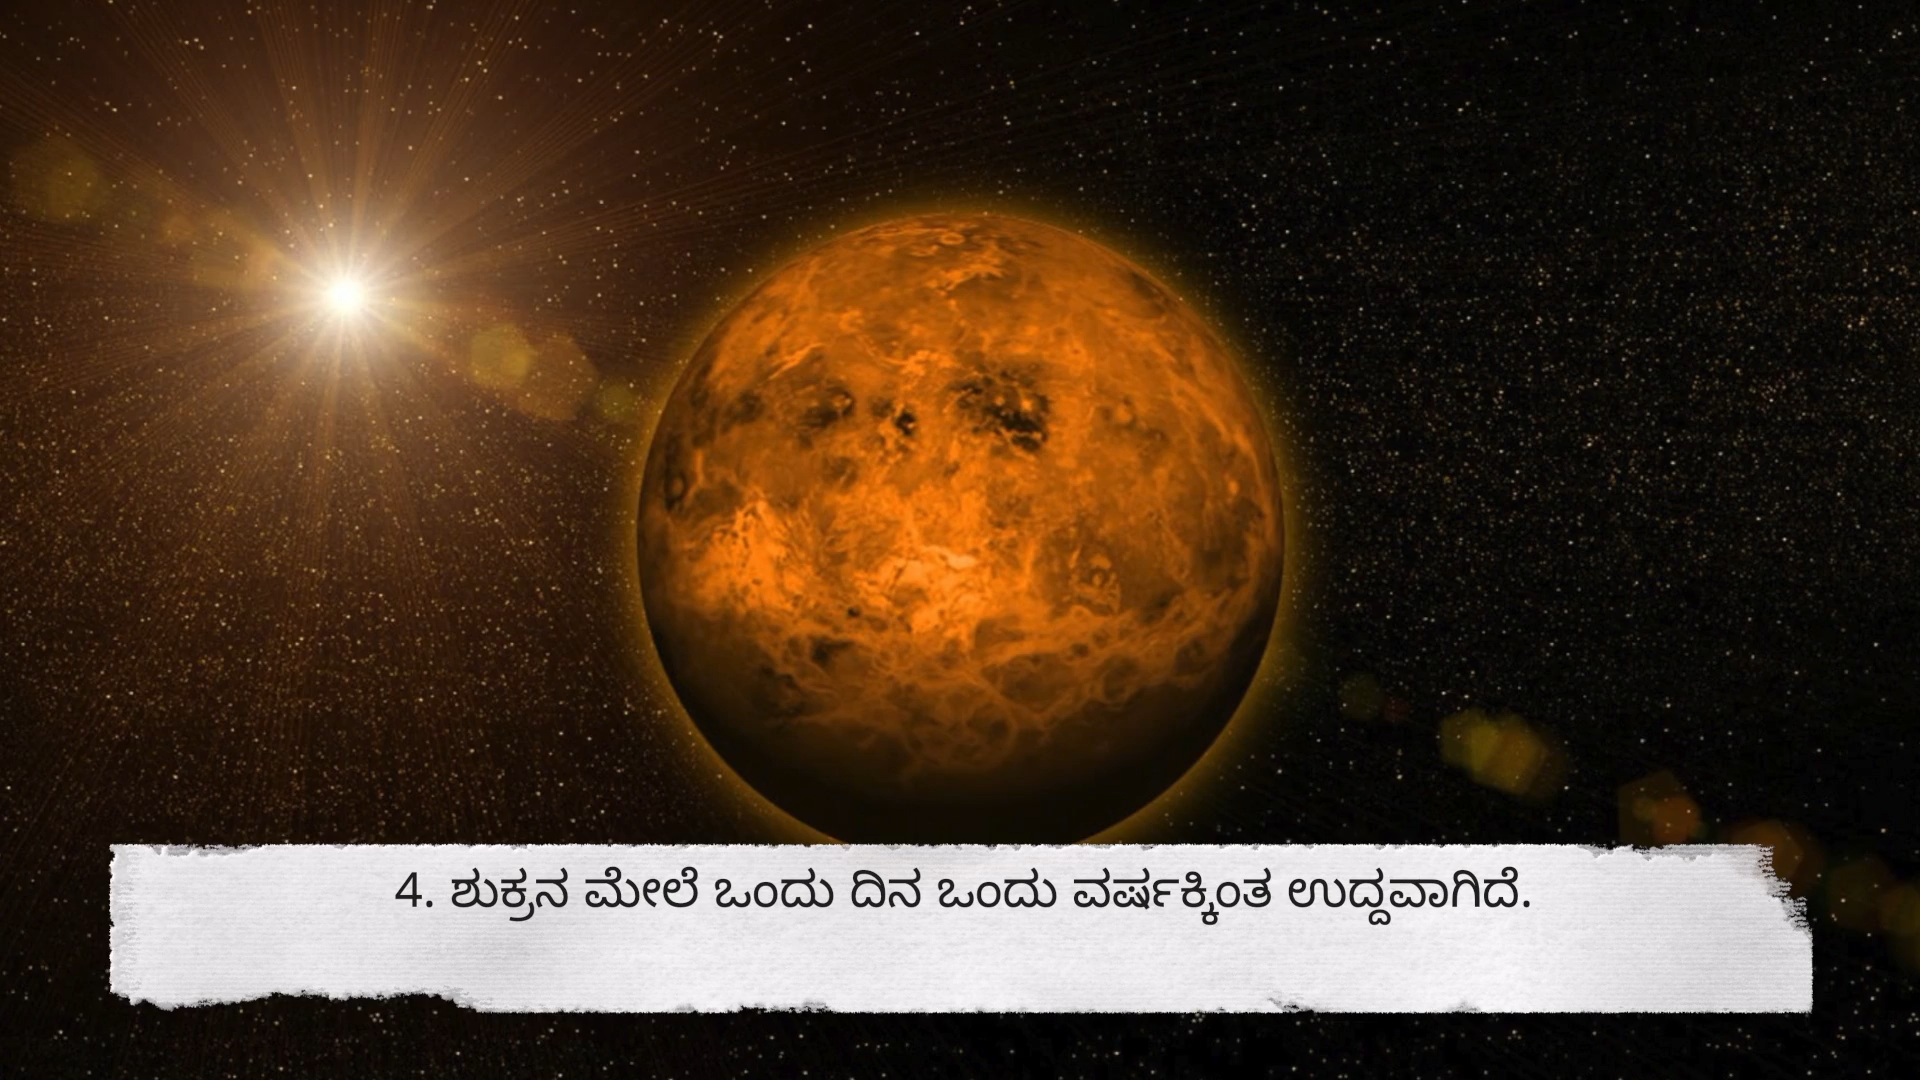 4. ಶುಕ್ರನ ಮೇಲೆ ಒಂದು ದಿನ ಒಂದು ವರ್ಷಕ್ಕಿಂತ ಉದ್ದವಾಗಿದೆ.